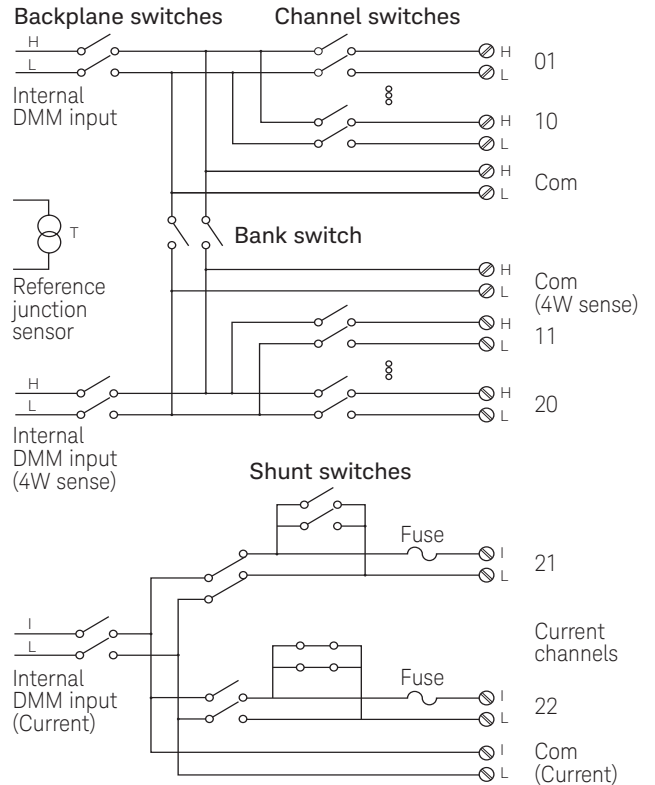 Backplane switches
Channel switches
H
L
Internal
DMM input
H
L
01
H
L
10
H
L
Com
T
Reference
junction
sensor
Bank switch
H
L
Com
(4W sense)
H
L
11
H
L
20
H
L
Internal
DMM input
(4W sense)
Shunt switches
Fuse
I
L
21
I
L
Internal
DMM input
(Current)
Current
channels
Fuse
I
L
22
I
L
Com
(Current)